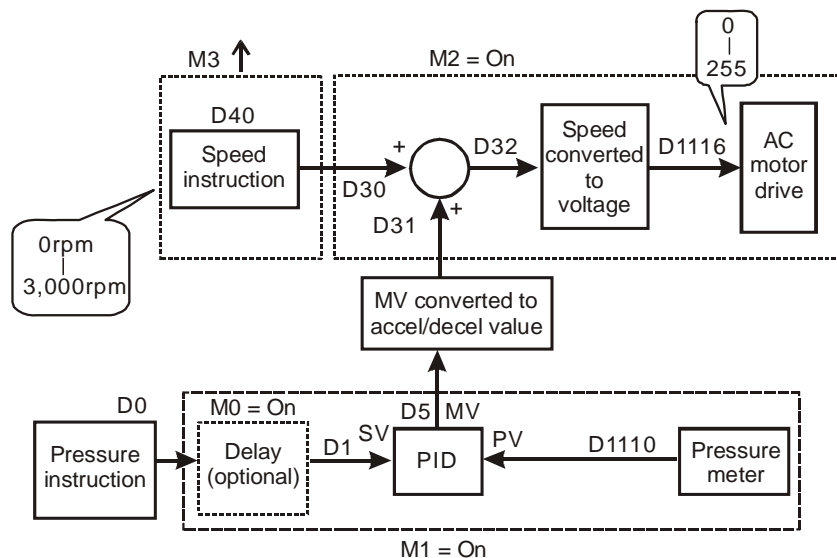 M3
M2 = On
0
255
D40
Speed
instruction
+
D30
D32
Speed
converted
to
voltage
D1116
AC
motor
drive
0rpm
3,000rpm
D31
+
MV converted to
accel/decel value
D0
Pressure
instruction
M0 = On
Delay
(optional)
D1
SV
D5
MV
PID
PV
D1110
Pressure
meter
M1 = On